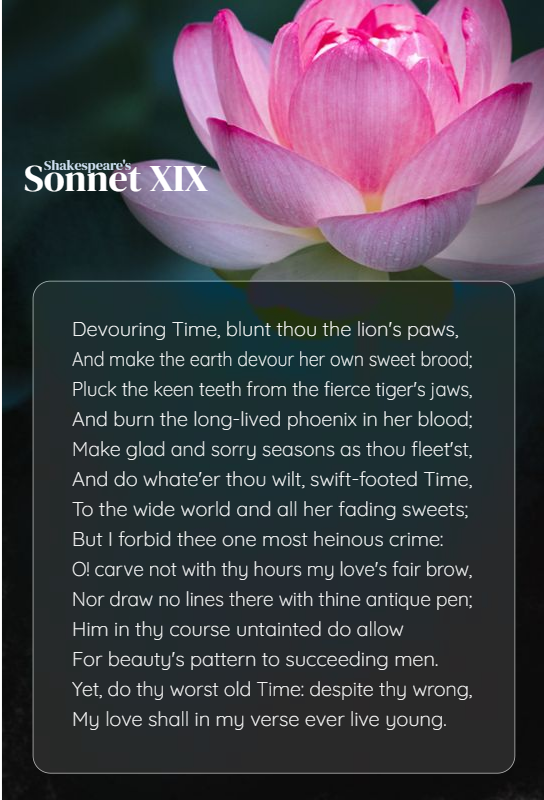 Shakespeare's
Sonnet XIX
Devouring Time, blunt thou the lion's paws,
And make the earth devour her own sweet brood;
Pluck the keen teeth from the fierce tiger's jaws,
And burn the long-lived phoenix in her blood;
Make glad and sorry seasons as thou fleet'st,
And do whate'er thou wilt, swift-footed Time,
To the wide world and all her fading sweets;
But I forbid thee one most heinous crime:
O! carve not with thy hours my love's fair brow,
Nor draw no lines there with thine antique pen;
Him in thy course untainted do allow
For beauty's pattern to succeeding men.
Yet, do thy worst old Time: despite thy wrong,
My love shall in my verse ever live young.